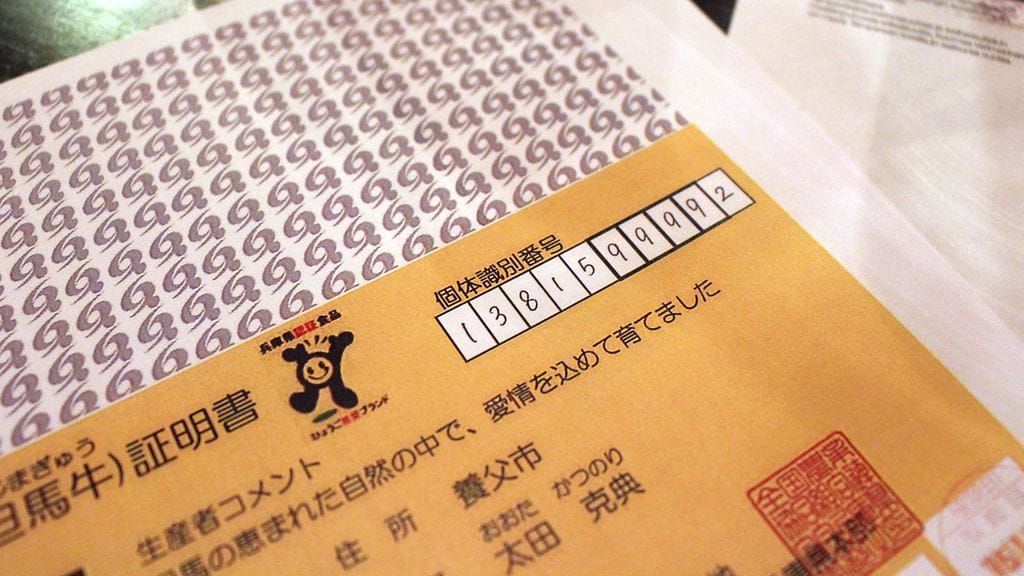 個体識別番号
1381599992
兵庫県認証食品
ひょうご推奨ブランド
じまぎゅう
但馬牛)証明書
生産者コメント
馬の恵まれた自然の中で、愛情を込めて育てました
住所 養父市
おおた かつのり
太田 克典
県本部